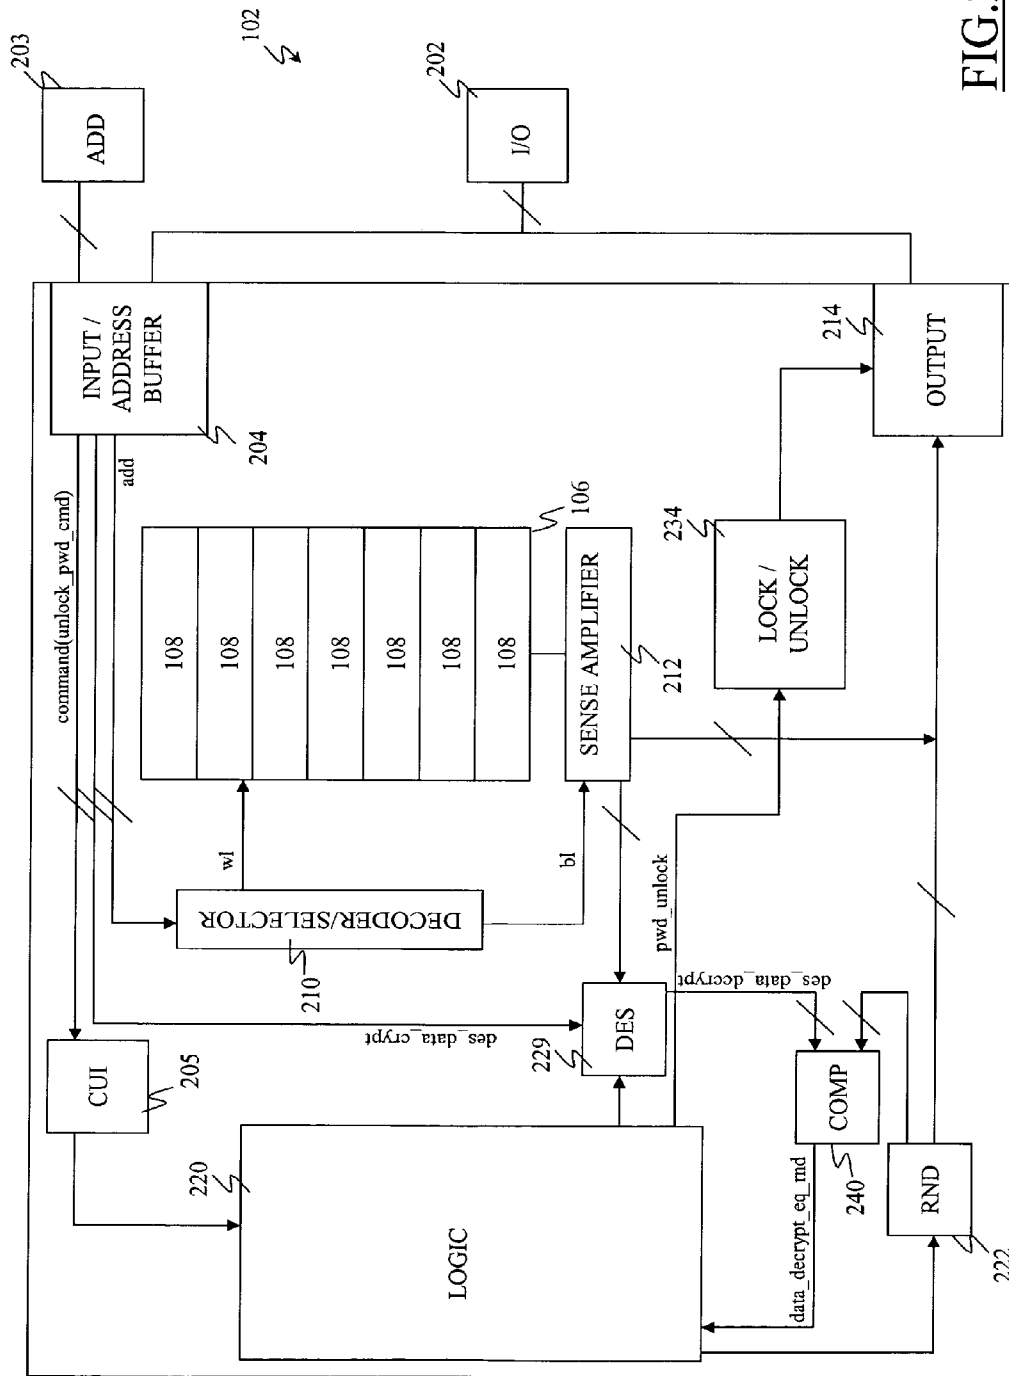 203
ADD
102
202
I/O
FIG.
INPUT /
ADDRESS
BUFFER
204
command(unlock_pwd_cmd)
add
214
OUTPUT
106
108
108
108
108
108
108
108
SENSE AMPLIFIER
212
234
LOCK /
UNLOCK
wl
bl
DECODER/SELECTOR
210
pwd_unlock
des_data_crypt
des_data_decrypt
DES
229
CUI
205
COMP
240
220
LOGIC
data_decrypt_eq_rnd
RND
222